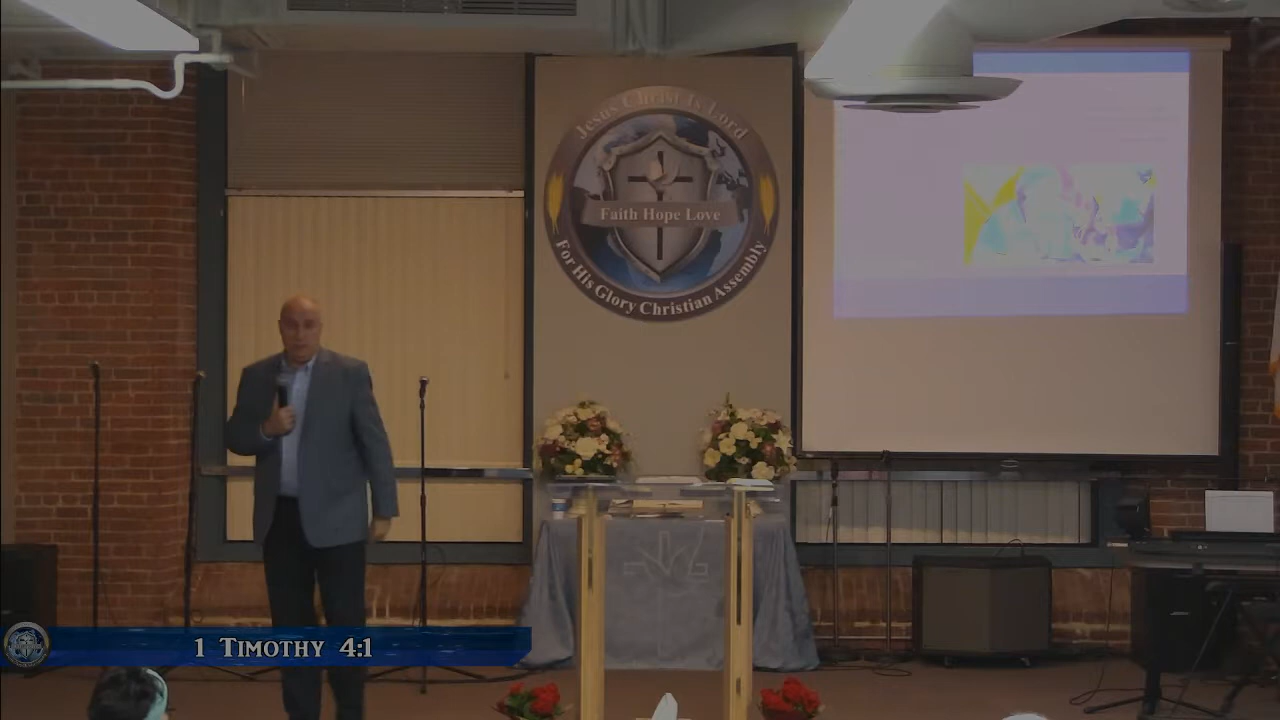 Jesus Christ Is Lord
Faith Hope Love
For His Glory Christian Assembly
1 Timothy 4:1